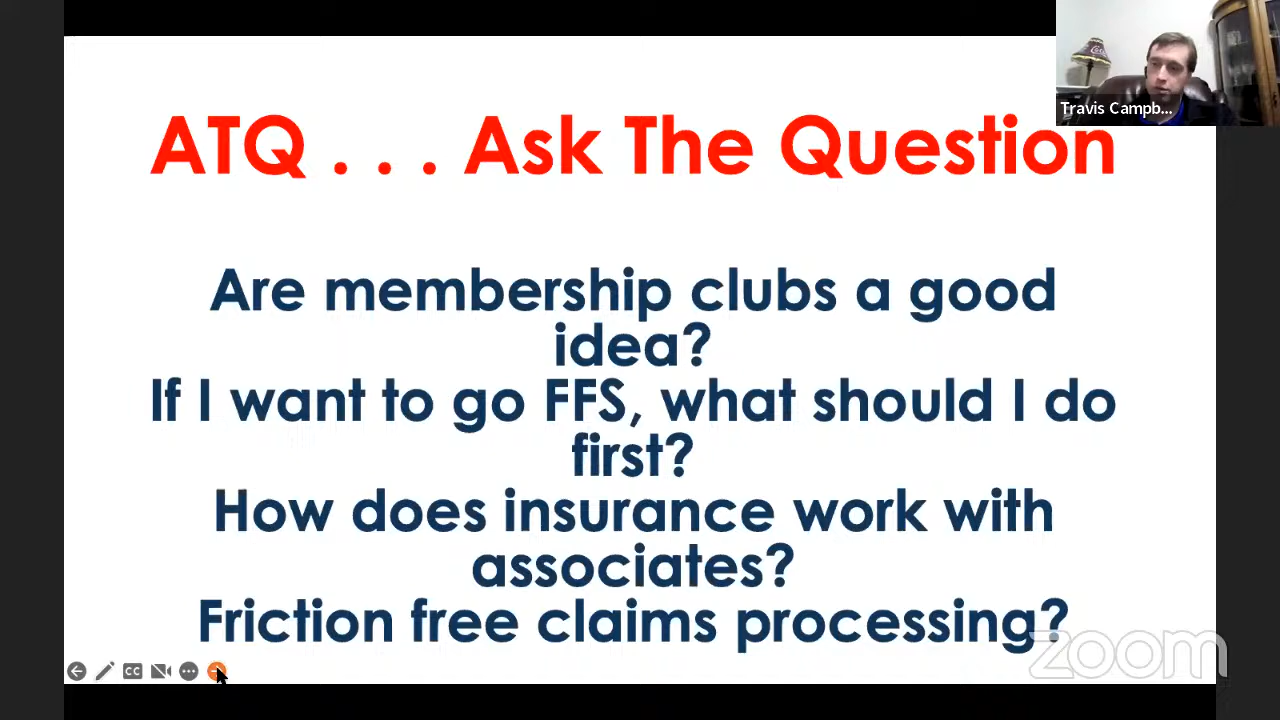 Travis Campb...
ATQ . . . Ask The Question
Are membership clubs a good
idea?
If I want to go FFS, what should I do
first?
How does insurance work with
associates?
Friction free claims processing?
CC
zoom